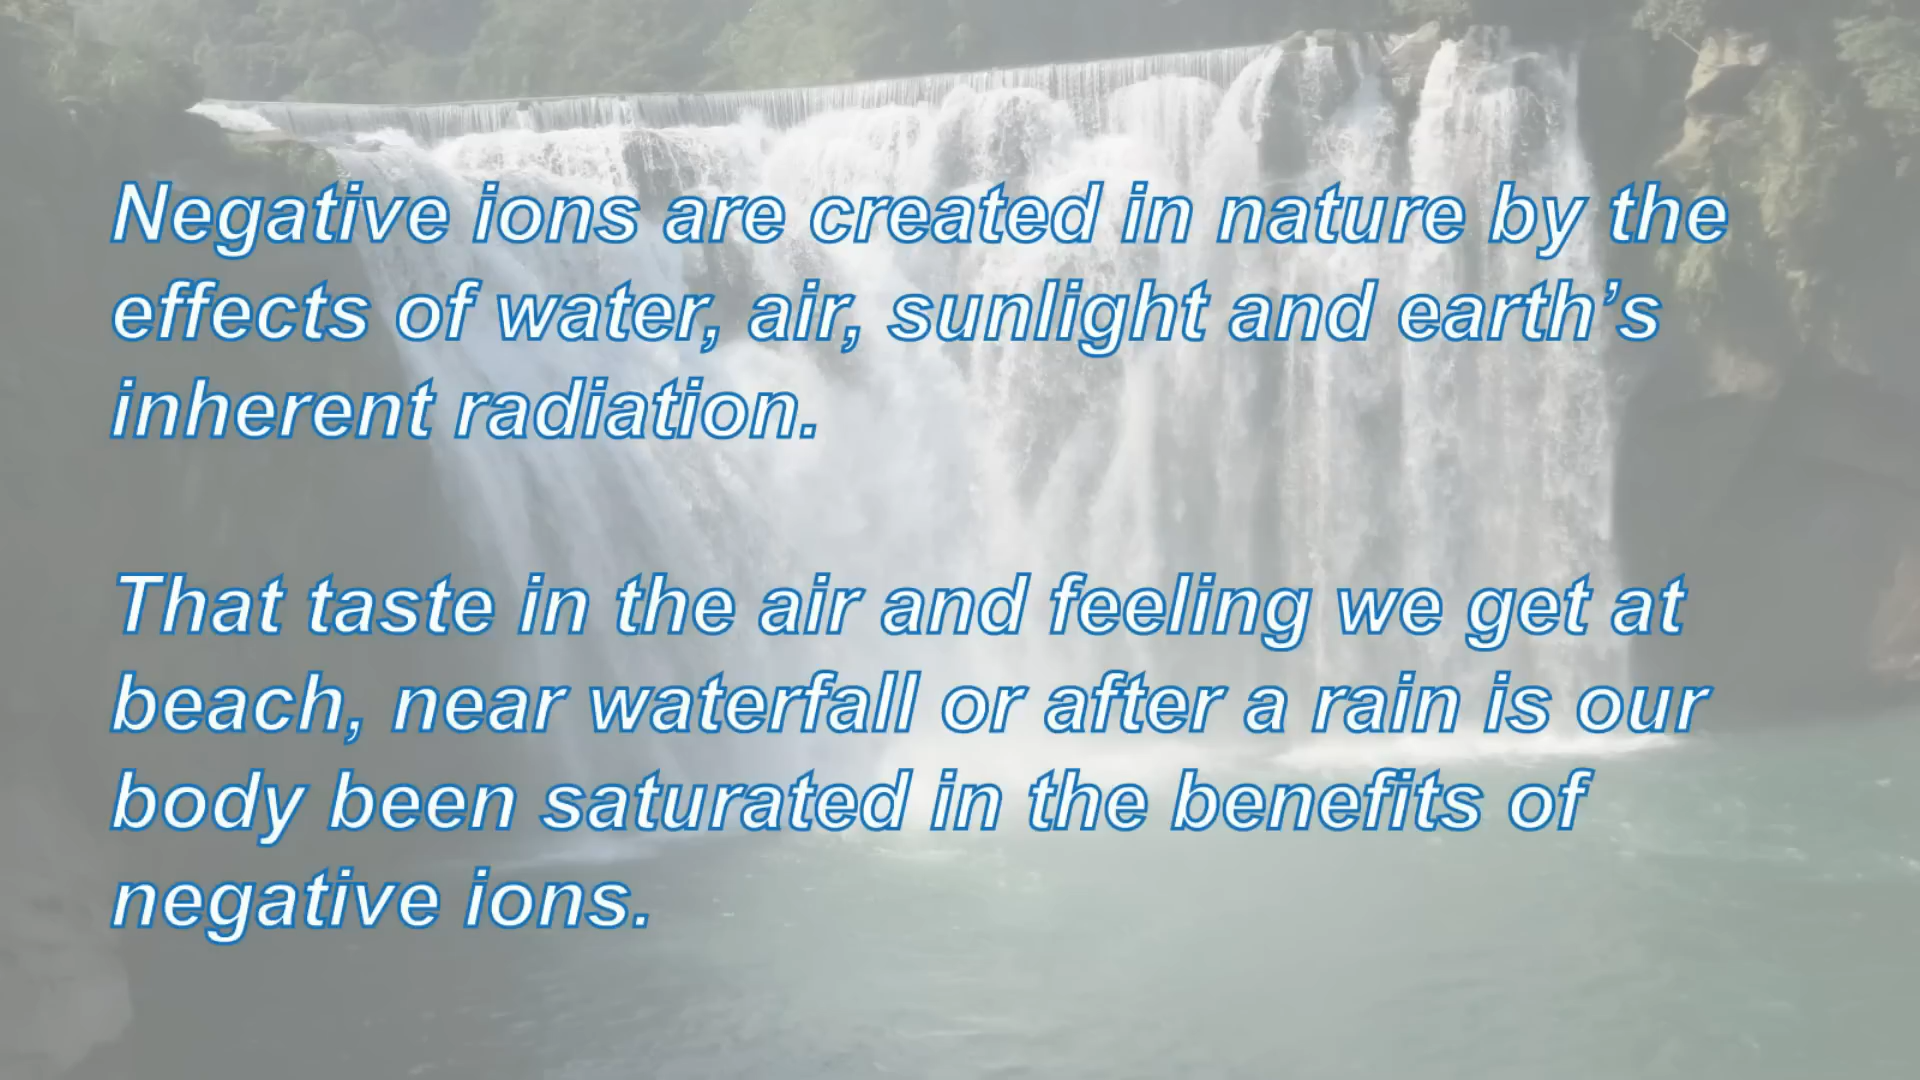 Negative ions are created in nature by the
effects of water, air, sunlight and earth’s
inherent radiation.
That taste in the air and feeling we get at
beach, near waterfall or after a rain is our
body been saturated in the benefits of
negative ions.